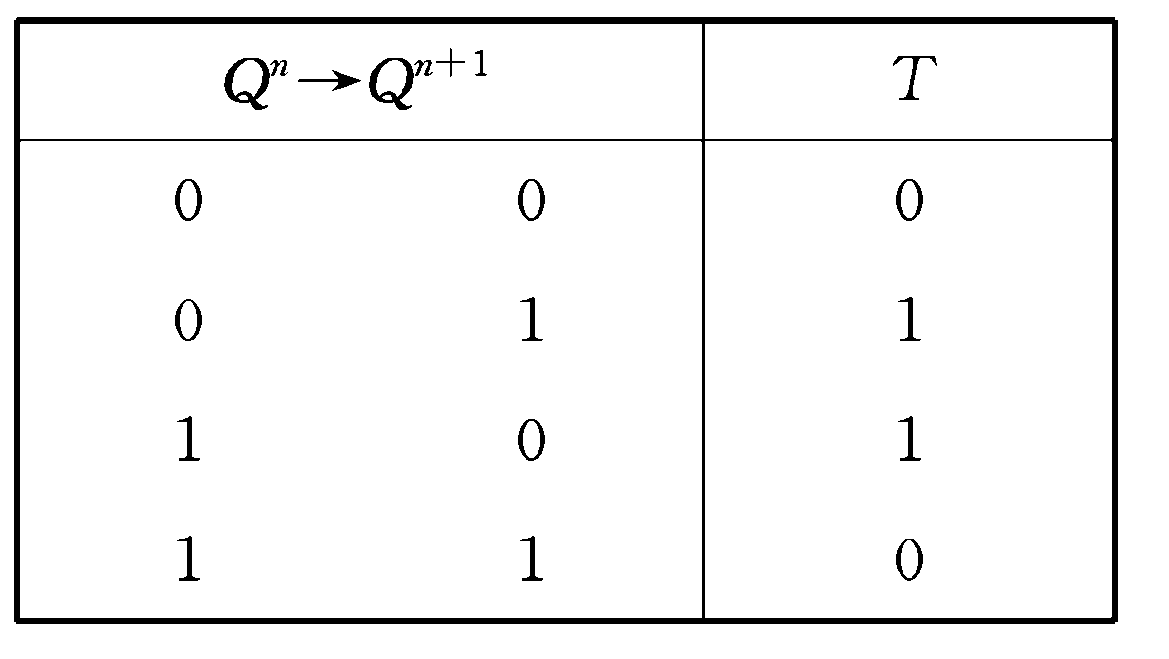 Qⁿ→Qⁿ⁺¹ T
0 0 0
0 1 1
1 0 1
1 1 0